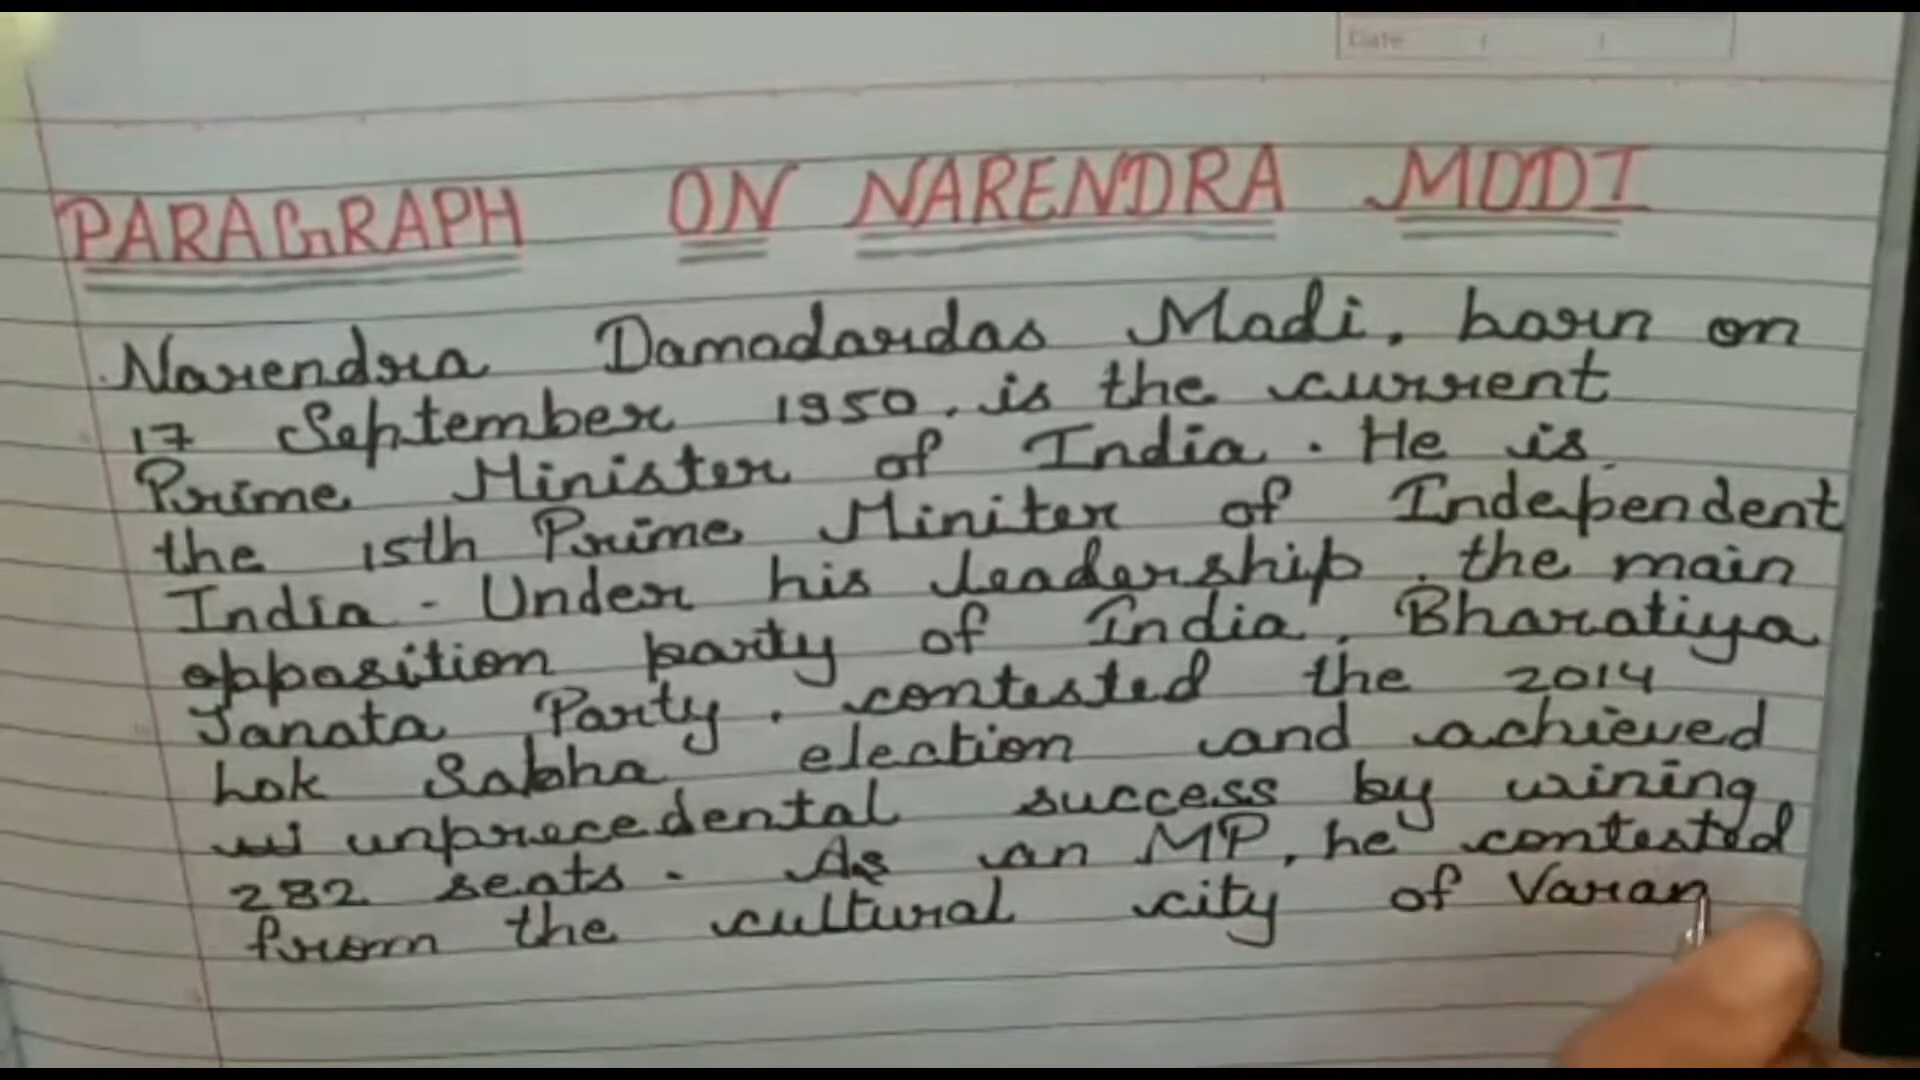 Date / /
PARAGRAPH ON NARENDRA MODI
Narendra Damodardas Modi, born on
17 September 1950, is the current
Prime Minister of India. He is
the 15th Prime Miniter of Independent
India. Under his leadership, the main
opposition party of India, Bharatiya
Janata Party, contested the 2014
Lok Sabha election and achieved
unprecedental success by wining
282 seats. As an MP, he contested
from the cultural city of Varan